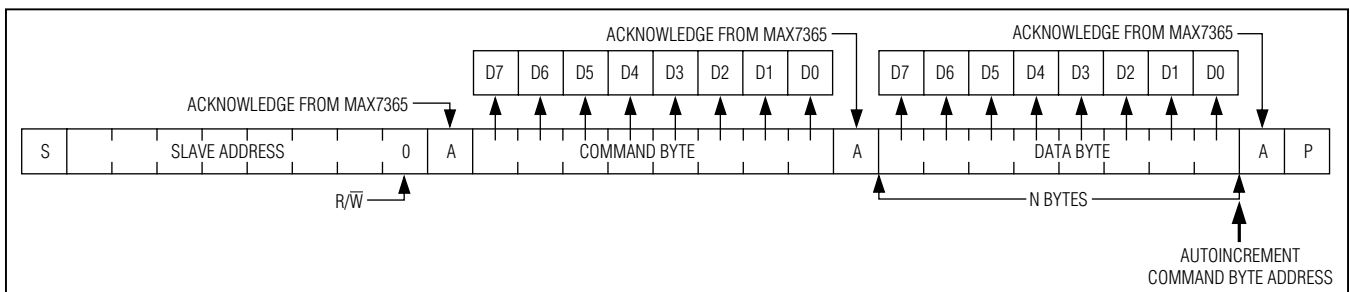 ACKNOWLEDGE FROM MAX7365 ACKNOWLEDGE FROM MAX7365
D7 D6 D5 D4 D3 D2 D1 D0 D7 D6 D5 D4 D3 D2 D1 D0
ACKNOWLEDGE FROM MAX7365
S SLAVE ADDRESS 0 A COMMAND BYTE A DATA BYTE A P
R/W̅ N BYTES
AUTOINCREMENT
COMMAND BYTE ADDRESS